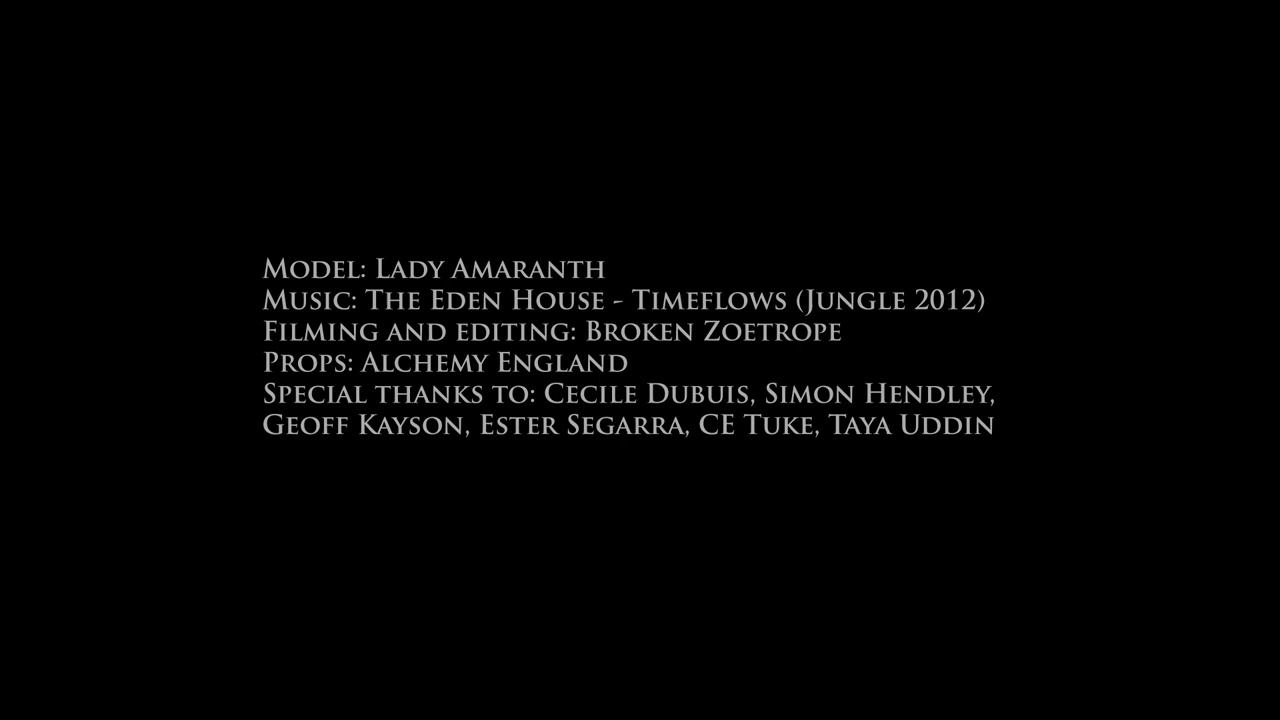 Model: Lady Amaranth
Music: The Eden House - Timeflows (Jungle 2012)
Filming and editing: Broken Zoetrope
Props: Alchemy England
Special thanks to: Cecile Dubuis, Simon Hendley,
Geoff Kayson, Ester Segarra, CE Tuke, Taya Uddin